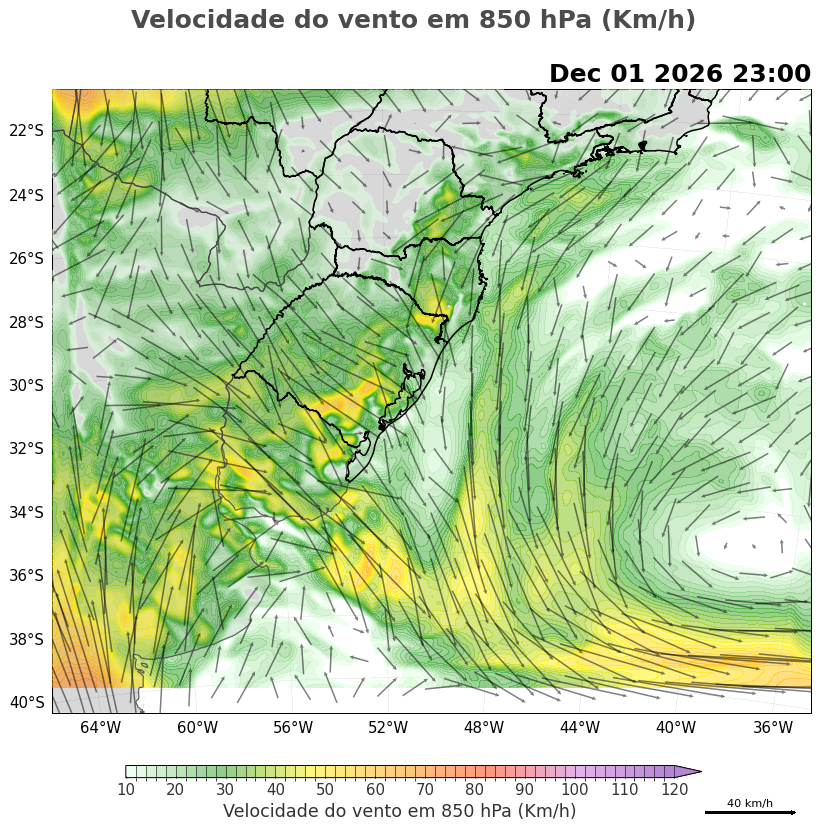 Velocidade do vento em 850 hPa (Km/h)
Dec 01 2026 23:00
22°S
24°S
26°S
28°S
30°S
32°S
34°S
36°S
38°S
40°S
64°W 60°W 56°W 52°W 48°W 44°W 40°W 36°W
10 20 30 40 50 60 70 80 90 100 110 120
Velocidade do vento em 850 hPa (Km/h)
40 km/h